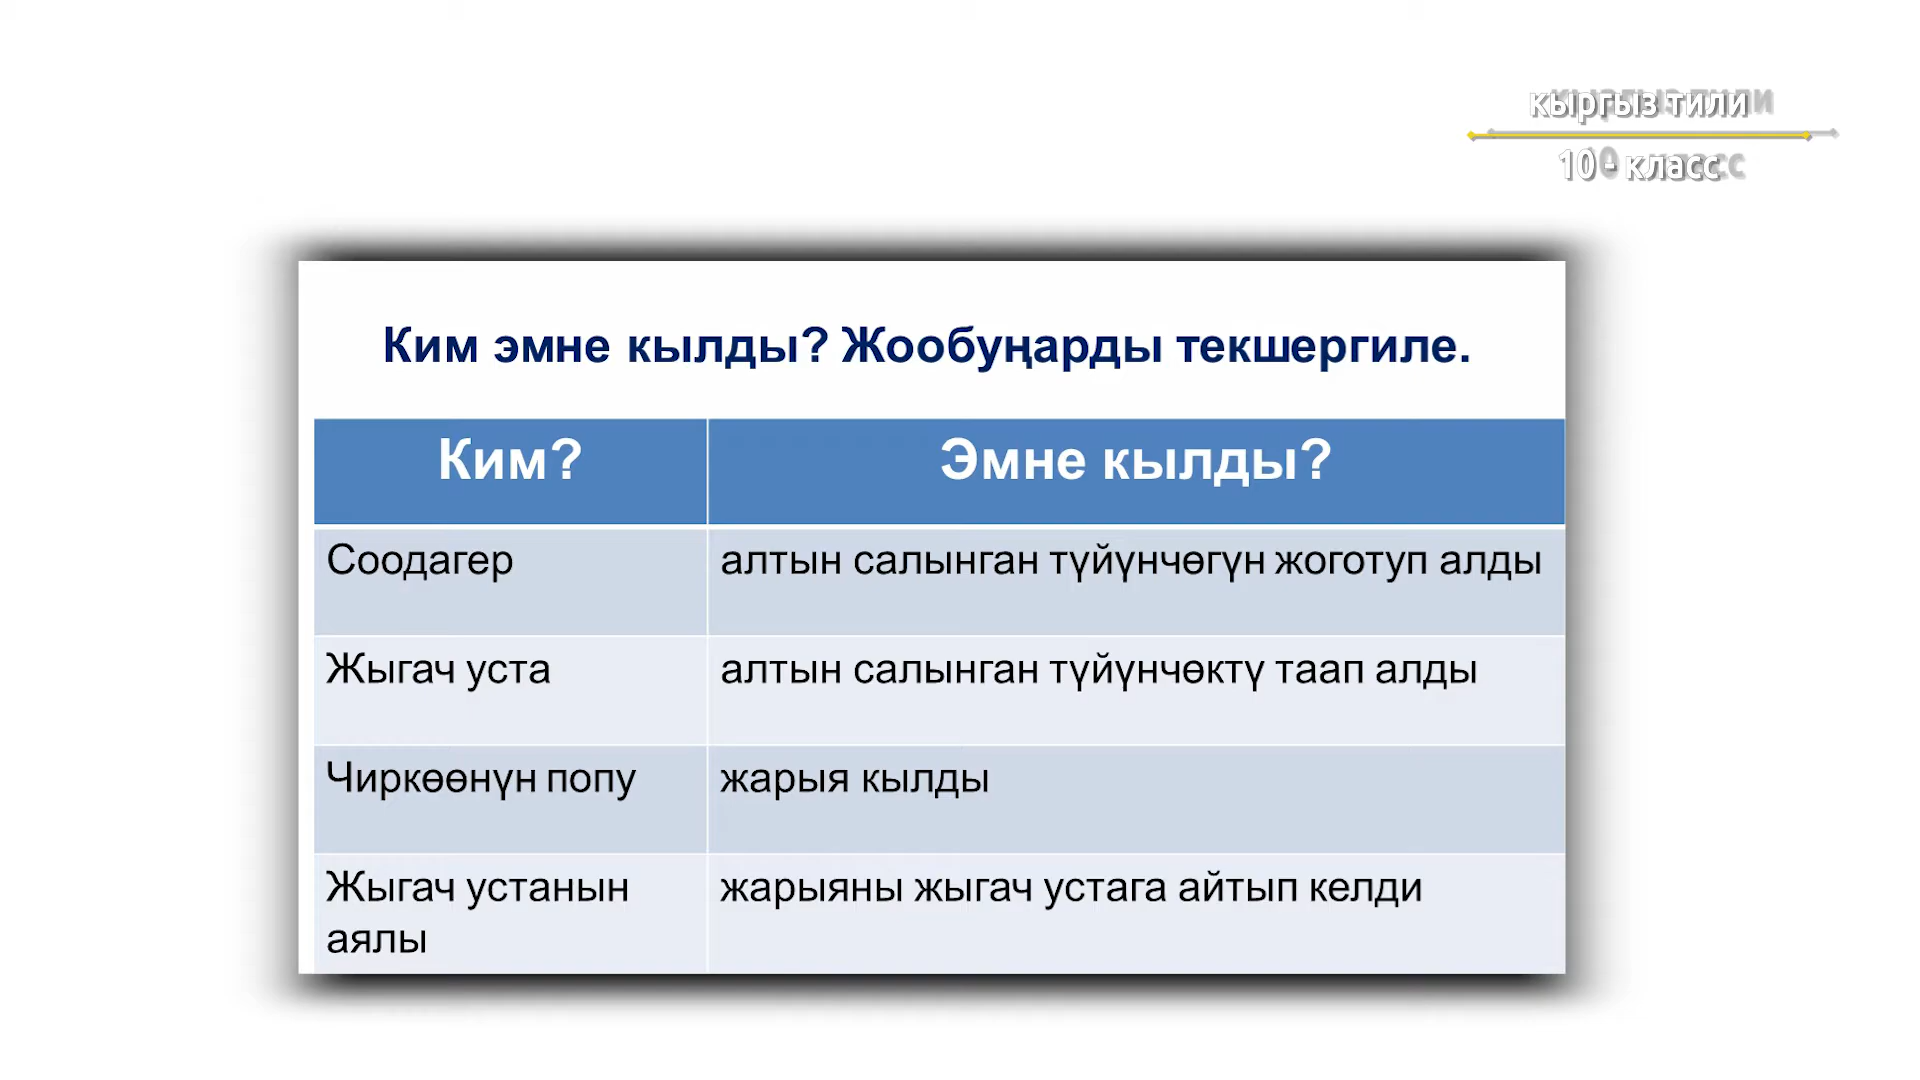 кыргыз тили
10 - класс
Ким эмне кылды? Жообуңарды текшергиле.
Ким?
Эмне кылды?
Соодагер
алтын салынган түйүнчөгүн жоготуп алды
Жыгач уста
алтын салынган түйүнчөктү таап алды
Чиркөөнүн попу
жарыя кылды
Жыгач устанын
аялы
жарыяны жыгач устага айтып келди